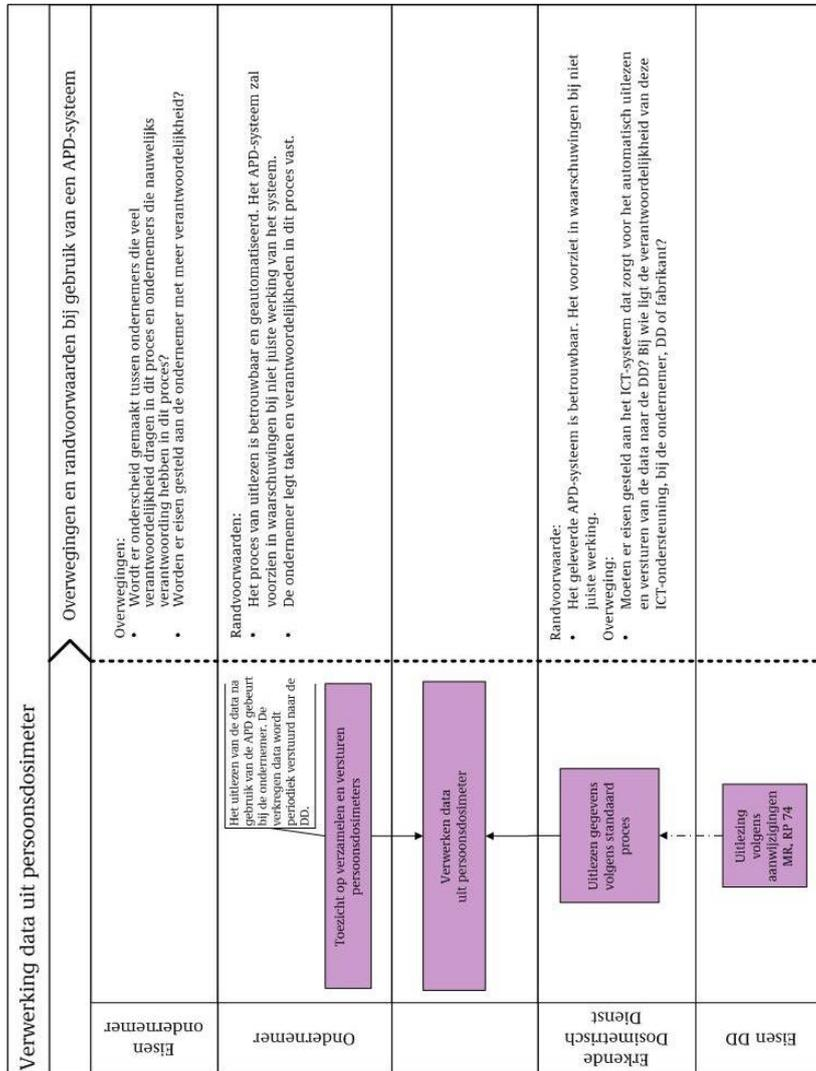 Verwerking data uit persoonsdosimeter
Overwegingen en randvoorwaarden bij gebruik van een APD-systeem
Eisen
ondernemer
Overwegingen:
• Wordt er onderscheid gemaakt tussen ondernemers die veel
verantwoordelijkheid dragen in dit proces en ondernemers die nauwelijks
verantwoording hebben in dit proces?
• Worden er eisen gesteld aan de ondernemer met meer verantwoordelijkheid?
Ondernemer
Het uitlezen van de data na
gebruik van de APD gebeurt
bij de ondernemer. De
verkregen data wordt
periodiek verstuurd naar de
DD.
Toezicht op verzamelen en versturen
persoonsdosimeters
Randvoorwaarden:
• Het proces van uitlezen is betrouwbaar en geautomatiseerd. Het APD-systeem zal
voorzien in waarschuwingen bij niet juiste werking van het systeem.
• De ondernemer legt taken en verantwoordelijkheden in dit proces vast.
Verwerken data
uit persoonsdosimeter
Erkende
Dosimetrisch
Dienst
Uitlezen gegevens
volgens standaard
proces
Randvoorwaarde:
• Het geleverde APD-systeem is betrouwbaar. Het voorziet in waarschuwingen bij niet
juiste werking.
Overweging:
• Moeten er eisen gesteld aan het ICT-systeem dat zorgt voor het automatisch uitlezen
en versturen van de data naar de DD? Bij wie ligt de verantwoordelijkheid van deze
ICT-ondersteuning, bij de ondernemer, DD of fabrikant?
Eisen DD
Uitlezing
volgens
aanwijzigingen
MR, RP 74